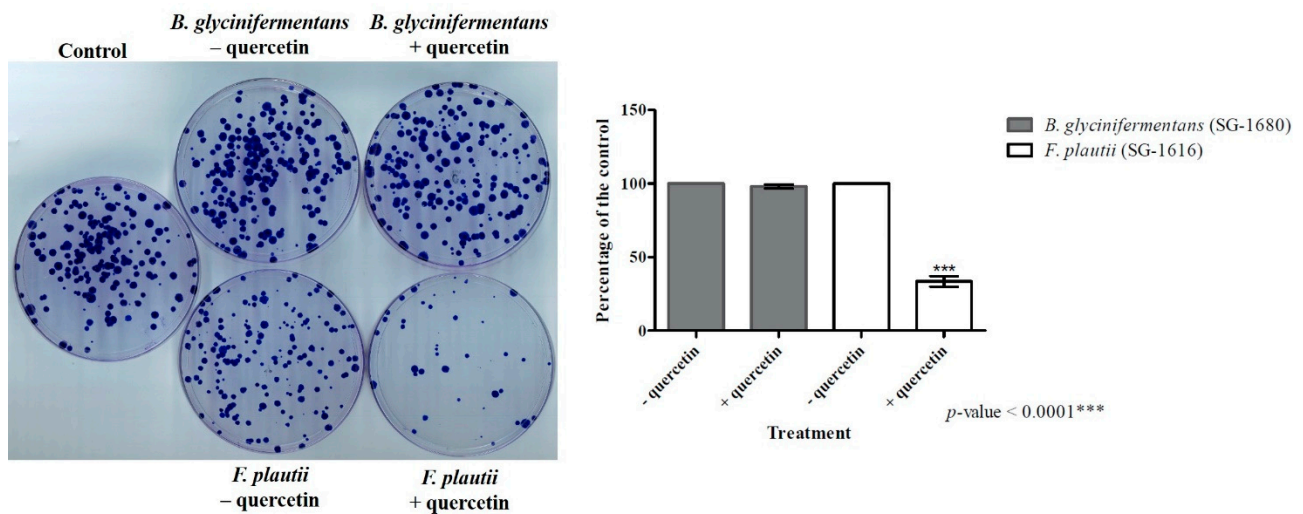 Control
B. glycinifermentans
– quercetin
B. glycinifermentans
+ quercetin
F. plautii
– quercetin
F. plautii
+ quercetin
Percentage of the control
150
100
50
0
***
- quercetin
+ quercetin
- quercetin
+ quercetin
Treatment
B. glycinifermentans (SG-1680)
F. plautii (SG-1616)
p-value < 0.0001***